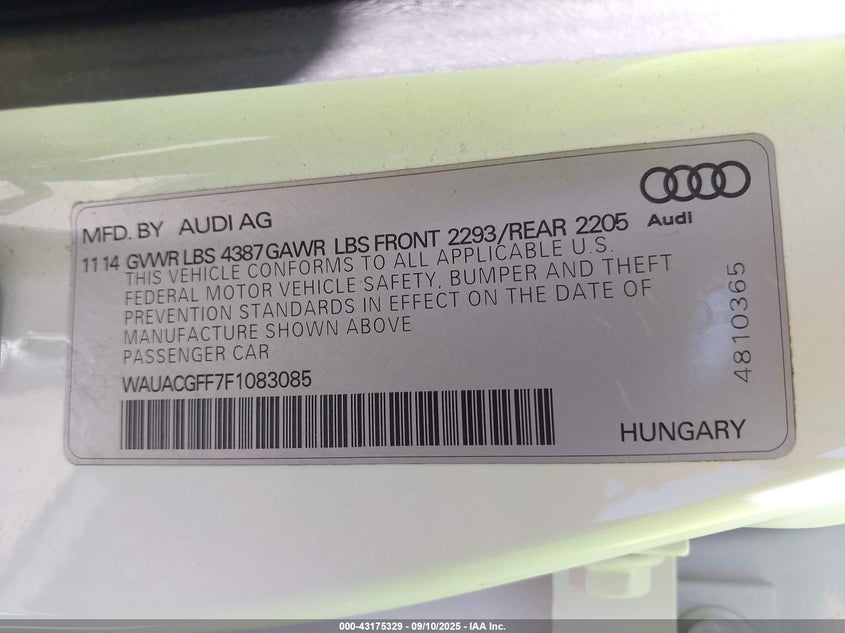 MFD. BY AUDI AG
Audi
11 14 GVWR LBS 4387 GAWR LBS FRONT 2293/REAR 2205
THIS VEHICLE CONFORMS TO ALL APPLICABLE U.S.
FEDERAL MOTOR VEHICLE SAFETY, BUMPER AND THEFT
PREVENTION STANDARDS IN EFFECT ON THE DATE OF
MANUFACTURE SHOWN ABOVE
PASSENGER CAR
4810365
WAUACGFF7F1083085
HUNGARY
000-43175329 - 09/10/2025 - IAA Inc.